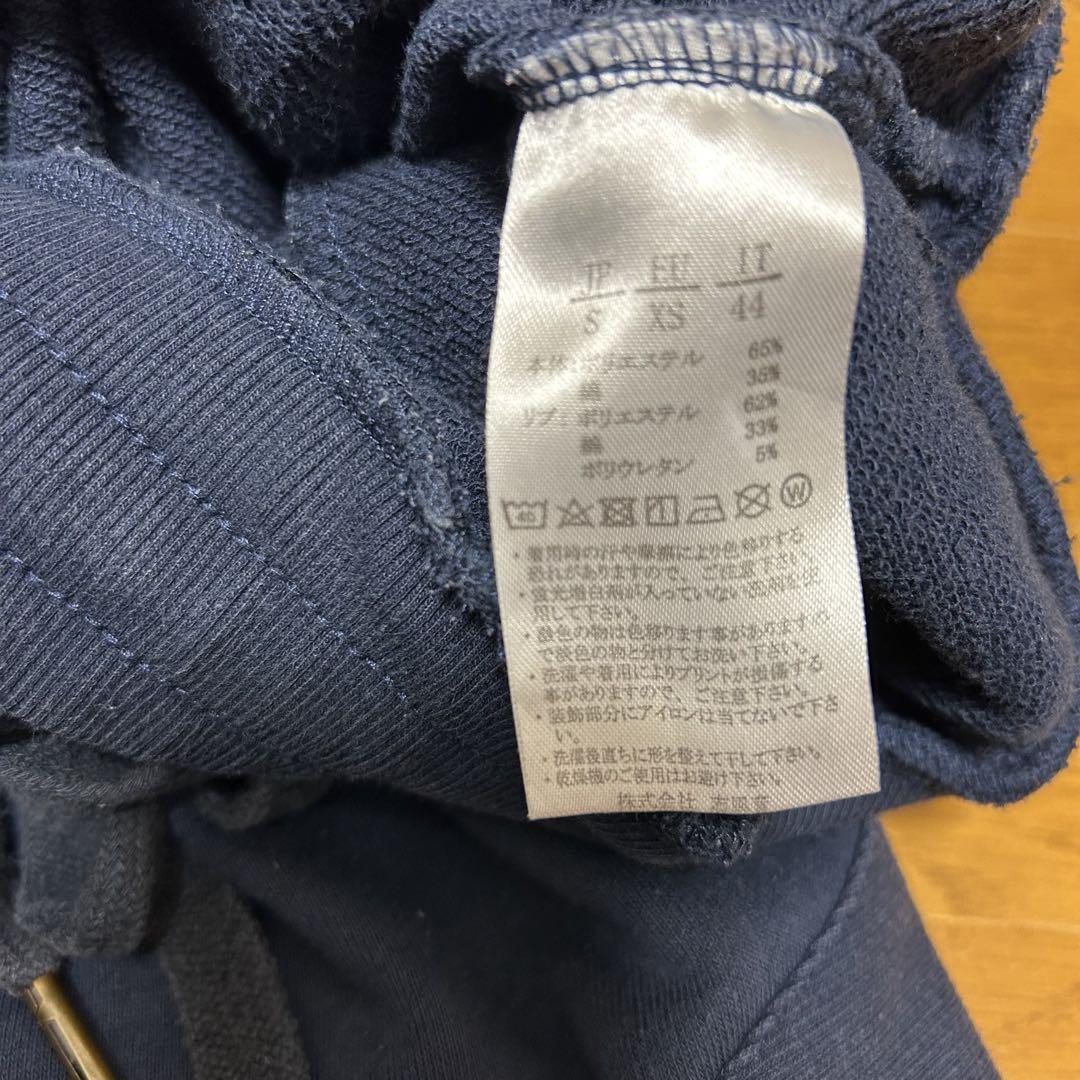 JP EU IT
S XS 44
本体:ポリエステル 65%
綿 35%
リブ:ポリエステル 62%
綿 33%
ポリウレタン 5%
40 W
・着用時の汗や摩擦により色移りする
恐れがありますので、ご注意下さい。
・蛍光増白剤が入っていない洗剤を使
用して下さい。
・濃色の物は色移ります事がありますの
で淡色の物と分けてお洗い下さい。
・洗濯や着用によりプリントが損傷する
事がありますので、ご注意下さい。
・装飾部分にアイロンは当てないで下さ
い。
・洗濯後直ちに形を整えて干して下さい。
・乾燥機のご使用はお避け下さい。
株式会社